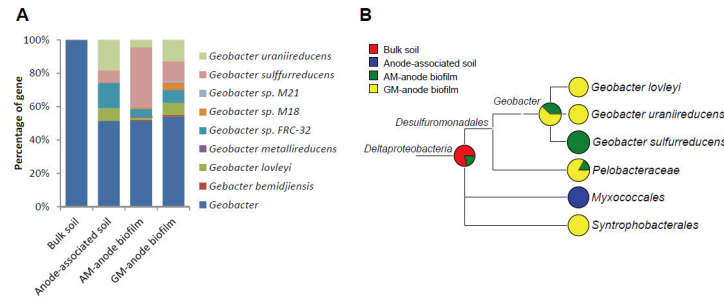 A
100%
80%
60%
40%
20%
0%
Percentage of gene
Bulk soil
Anode-associated soil
AM-anode biofilm
GM-anode biofilm
Geobacter uraniireducens
Geobacter sulffurreducens
Geobacter sp. M21
Geobacter sp. M18
Geobacter sp. FRC-32
Geobacter metallireducens
Geobacter lovleyi
Gebacter bemidjiensis
Geobacter
B
Bulk soil
Anode-associated soil
AM-anode biofilm
GM-anode biofilm
Geobacter
Desulfuromonadales
Deltaproteobacteria
Geobacter lovleyi
Geobacter uraniireducens
Geobacter sulfurreducens
Pelobacteraceae
Myxococcales
Syntrophobacterales